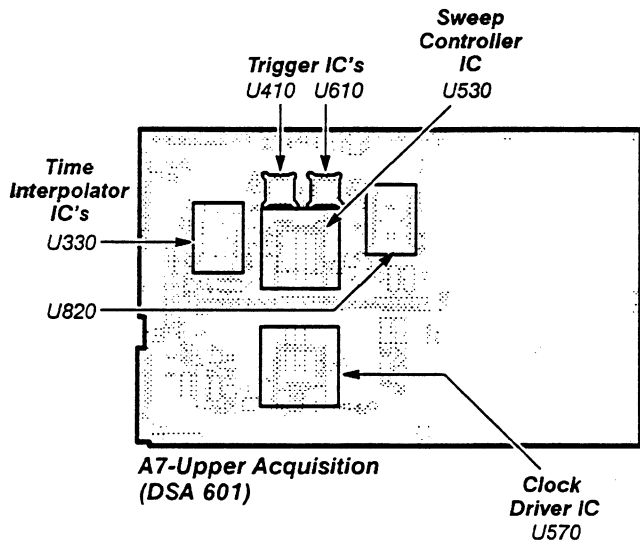 Sweep
Controller
IC
U530
Trigger IC's
U410 U610
Time
Interpolator
IC's
U330
U820
A7-Upper Acquisition
(DSA 601)
Clock
Driver IC
U570